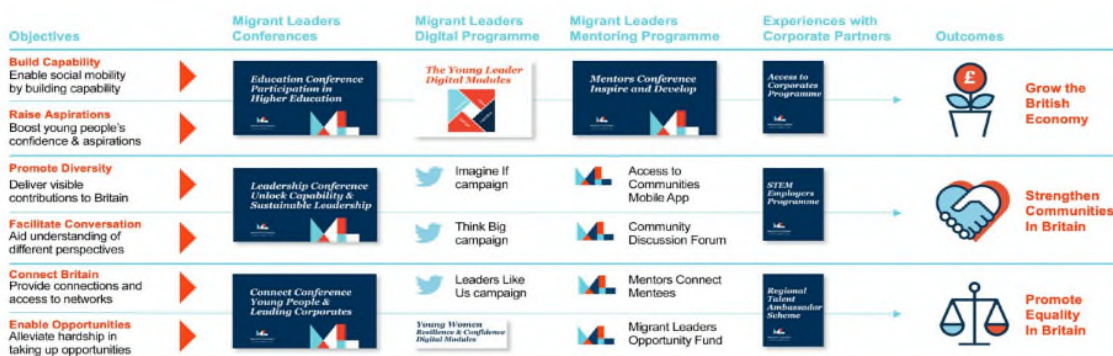 Objectives
Migrant Leaders
Conferences
Migrant Leaders
Digital Programme
Migrant Leaders
Mentoring Programme
Experiences with
Corporate Partners
Outcomes
Build Capability
Enable social mobility
by building capability
Raise Aspirations
Boost young people's
confidence & aspirations
Education Conference
Participation in
Higher Education
The Young Leader
Digital Modules
Mentors Conference
Inspire and Develop
Access to
Corporates
Programme
£
Grow the
British
Economy
Promote Diversity
Deliver visible
contributions to Britain
Facilitate Conversation
Aid understanding of
different perspectives
Leadership Conference
Unlock Capability &
Sustainable Leadership
Imagine If
campaign
Think Big
campaign
Access to
Communities
Mobile App
Community
Discussion Forum
STEM
Employers
Programme
Strengthen
Communities
In Britain
Connect Britain
Provide connections and
access to networks
Enable Opportunities
Alleviate hardship in
taking up opportunities
Connect Conference
Young People &
Leading Corporates
Leaders Like
Us campaign
Young Women
Resilience & Confidence
Digital Modules
Mentors Connect
Mentees
Migrant Leaders
Opportunity Fund
Regional
Talent
Ambassador
Scheme
Promote
Equality
In Britain